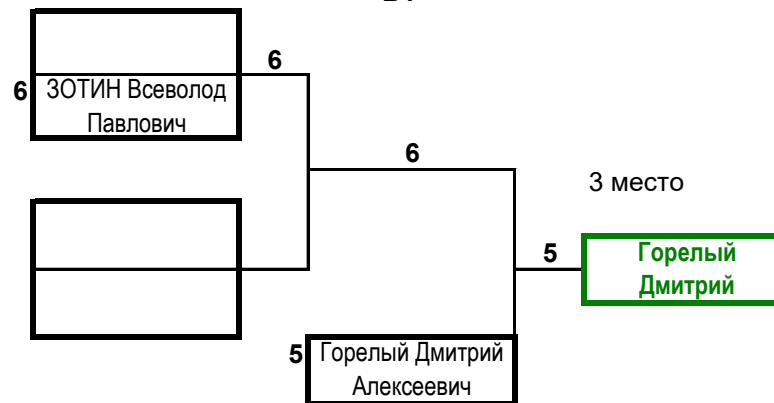 6
6 ЗОТИН Всеволод
Павлович
6
3 место
5
Горелый
Дмитрий
5 Горелый Дмитрий
Алексеевич